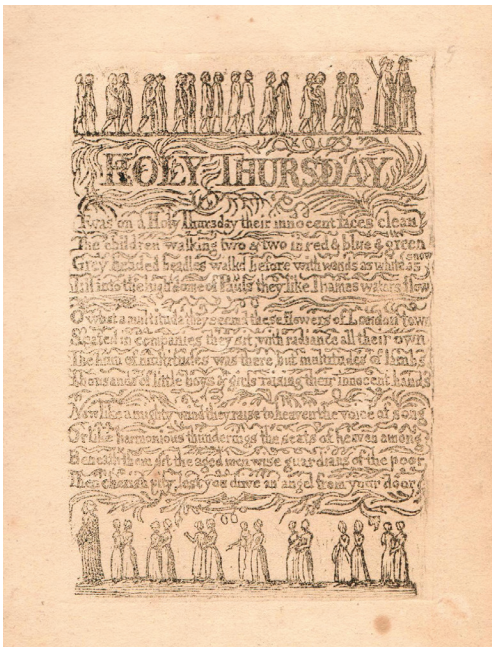 HOLY THURSDAY
Twas on a Holy Thursday their innocent faces clean
The children walking two & two in red & blue & green
Grey headed beadles walkd before with wands as white as snow
Till into the high dome of Pauls they like Thames waters flow
O what a multitude they seemd these flowers of London town
Seated in companies they sit with radiance all their own
The hum of multitudes was there but multitudes of lambs
Thousands of little boys & girls raising their innocent hands
Now like a mighty wind they raise to heaven the voice of song
Or like harmonious thunderings the seats of heaven among
Beneath them sit the aged men wise guardians of the poor
Then cherish pity, lest you drive an angel from your door